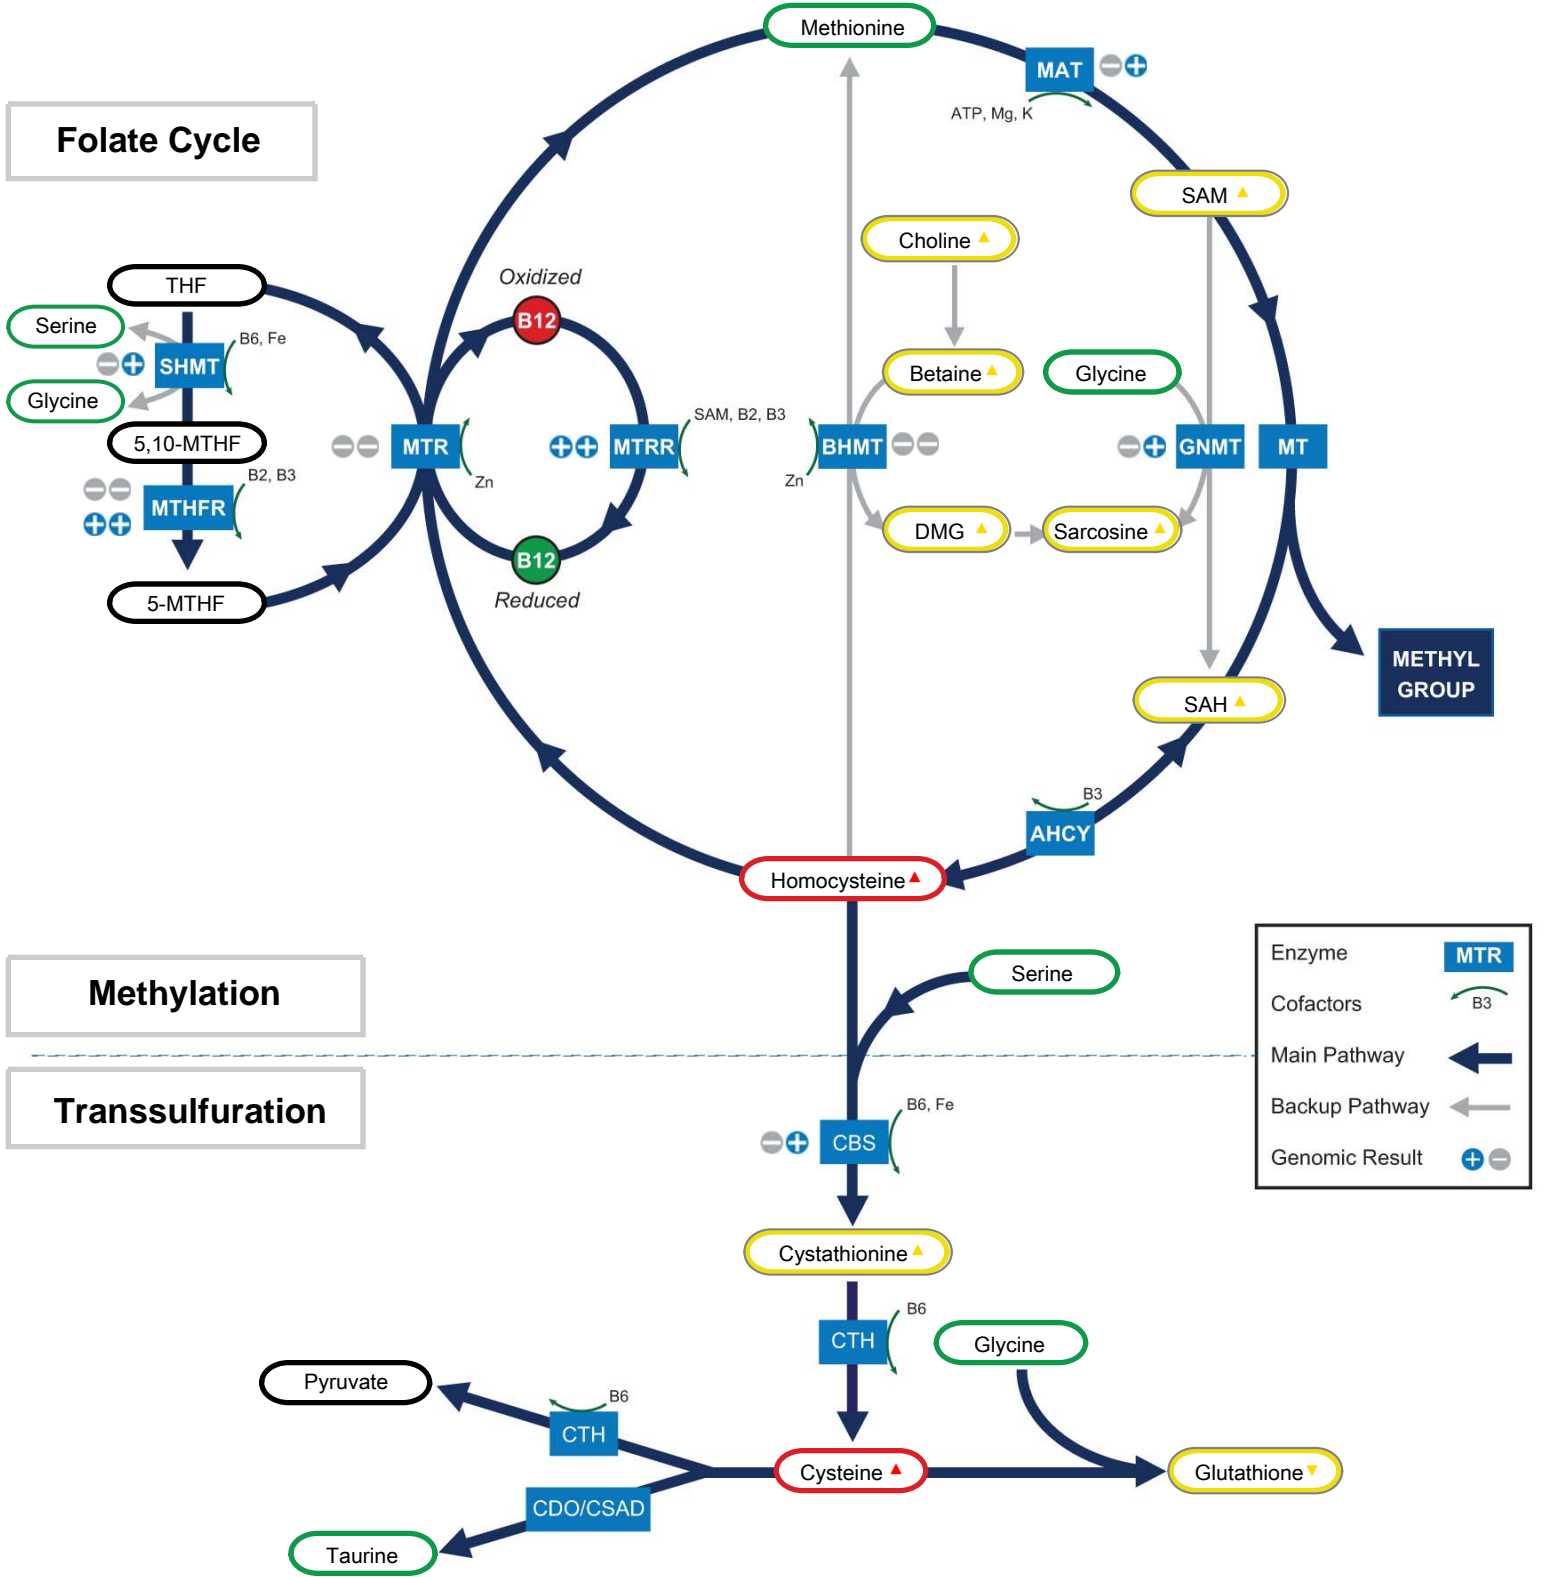 Methionine
MAT
ATP, Mg, K
Folate Cycle
SAM
Choline
THF
Oxidized
B12
Serine
B6, Fe
SHMT
Glycine
Betaine
Glycine
5,10-MTHF
SAM, B2, B3
MTR
MTRR
BHMT
GNMT
MT
Zn
Zn
B2, B3
MTHFR
DMG
Sarcosine
B12
Reduced
5-MTHF
METHYL
GROUP
SAH
B3
AHCY
Homocysteine
Serine
Methylation
Transsulfuration
B6, Fe
CBS
Cystathionine
B6
CTH
Glycine
Pyruvate
B6
CTH
Cysteine
Glutathione
CDO/CSAD
Taurine
Enzyme MTR
Cofactors B3
Main Pathway
Backup Pathway
Genomic Result